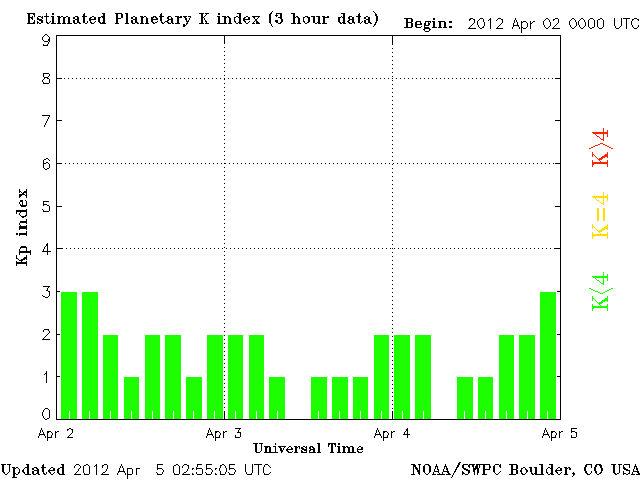 Estimated Planetary K index (3 hour data) Begin: 2012 Apr 02 0000 UTC
9
8
7
6
5
4
3
2
1
0
Kp index
K>4
K=4
K<4
Apr 2 Apr 3 Apr 4 Apr 5
Universal Time
Updated 2012 Apr 5 02:55:05 UTC NOAA/SWPC Boulder, CO USA